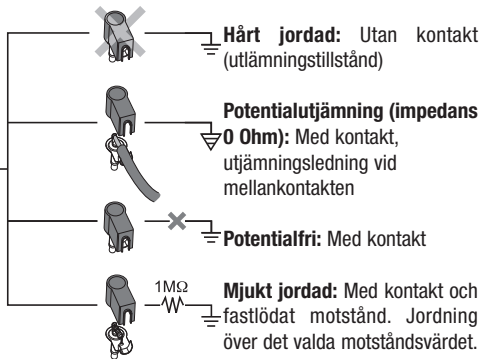 Hårt jordad: Utan kontakt
(utlämningstillstånd)
Potentialutjämning (impedans
0 Ohm): Med kontakt,
utjämningsledning vid
mellankontakten
Potentialfri: Med kontakt
1MΩ
Mjukt jordad: Med kontakt och
fastlödat motstånd. Jordning
över det valda motståndsvärdet.